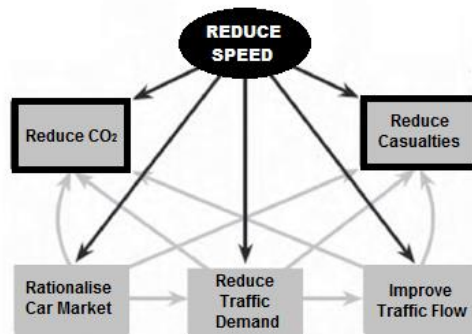 REDUCE
SPEED
Reduce CO₂
Reduce
Casualties
Rationalise
Car Market
Reduce
Traffic
Demand
Improve
Traffic Flow